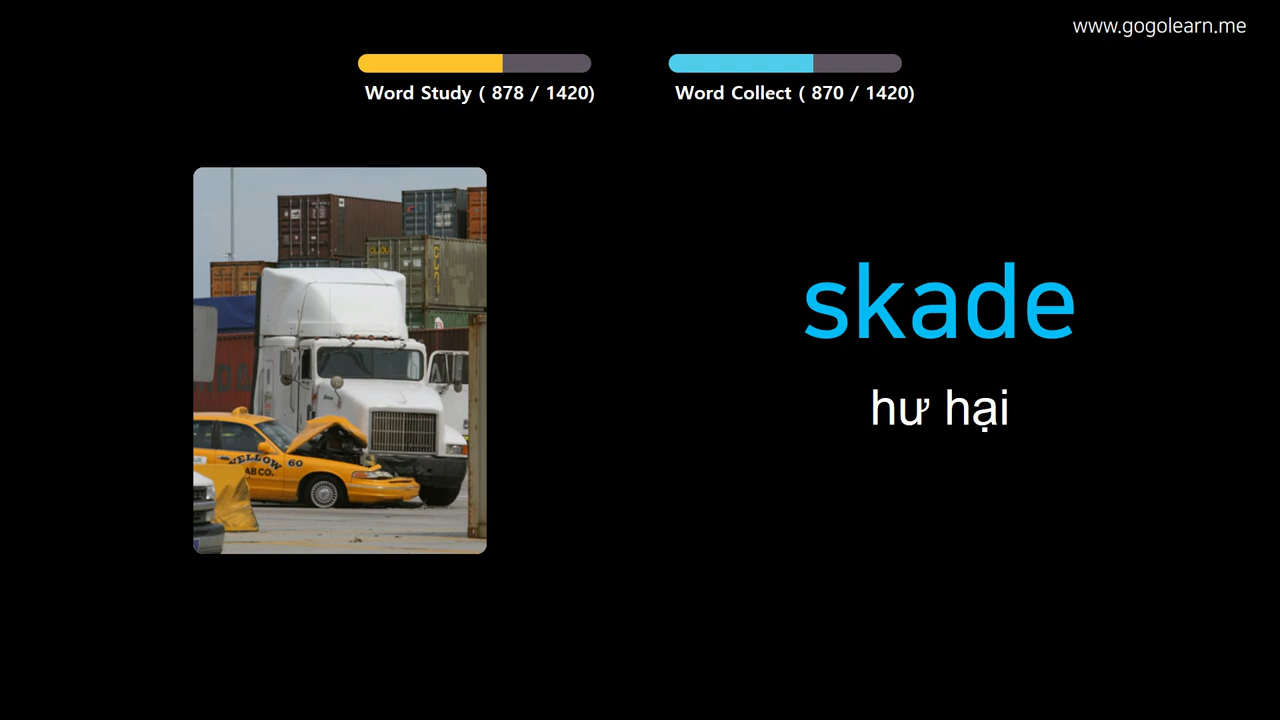 www.gogolearn.me
Word Study ( 878 / 1420)
Word Collect ( 870 / 1420)
skade
hư hại
YELLOW
CAB CO.
60